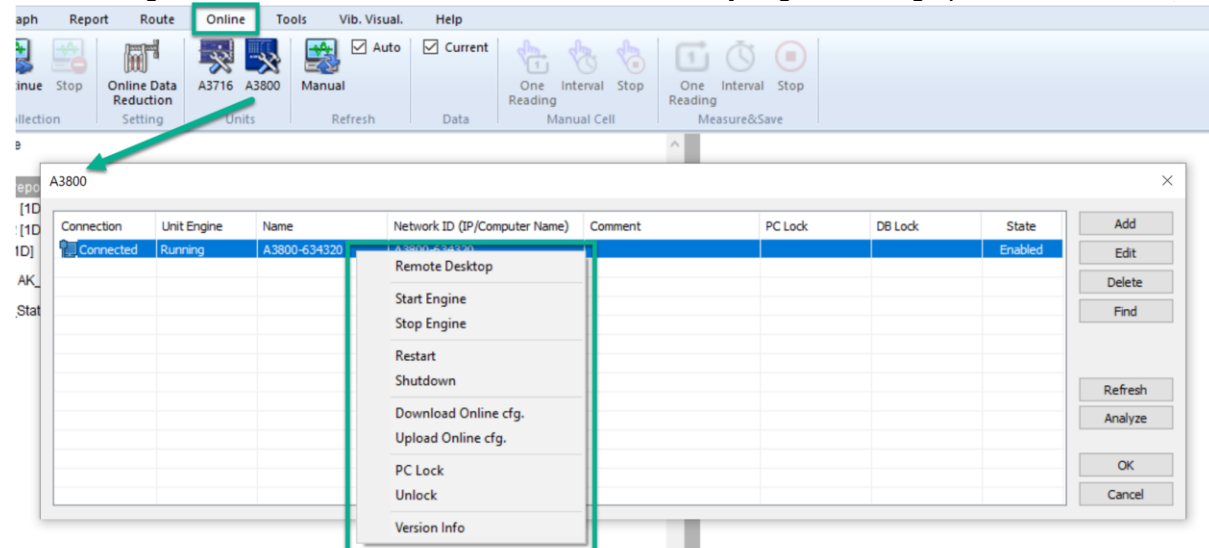 aph Report Route Online Tools Vib. Visual. Help
inue Stop Online Data Reduction A3716 A3800 Manual Auto Current One Reading Interval Stop One Reading Interval Stop
llection Setting Units Refresh Data Manual Cell Measure&Save
e
A3800
repo
[1D
[1D
1D]
AK_
_Stat
Connection Unit Engine Name Network ID (IP/Computer Name) Comment PC Lock DB Lock State
Connected Running A3800-634320 A3800-634320 Enabled
Remote Desktop
Start Engine
Stop Engine
Restart
Shutdown
Download Online cfg.
Upload Online cfg.
PC Lock
Unlock
Version Info
Add
Edit
Delete
Find
Refresh
Analyze
OK
Cancel